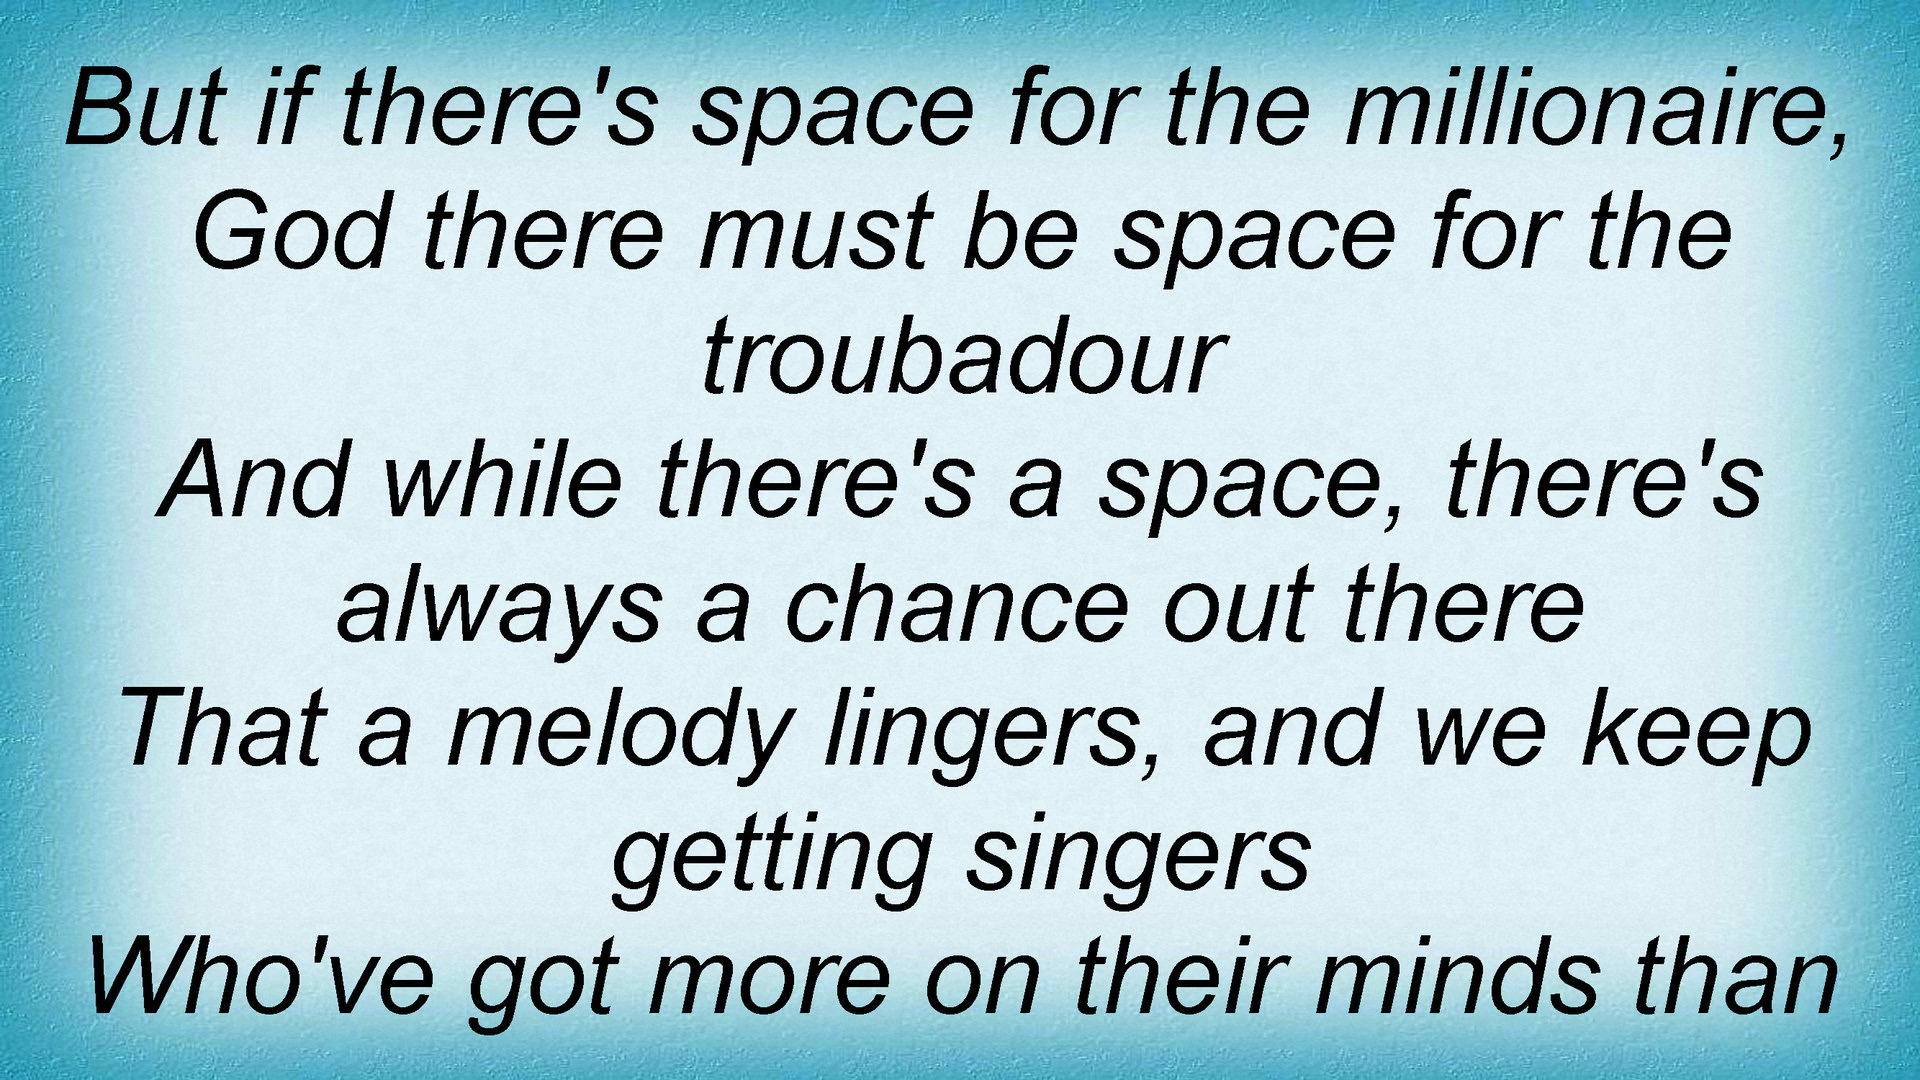 But if there's space for the millionaire,
God there must be space for the
troubadour
And while there's a space, there's
always a chance out there
That a melody lingers, and we keep
getting singers
Who've got more on their minds than